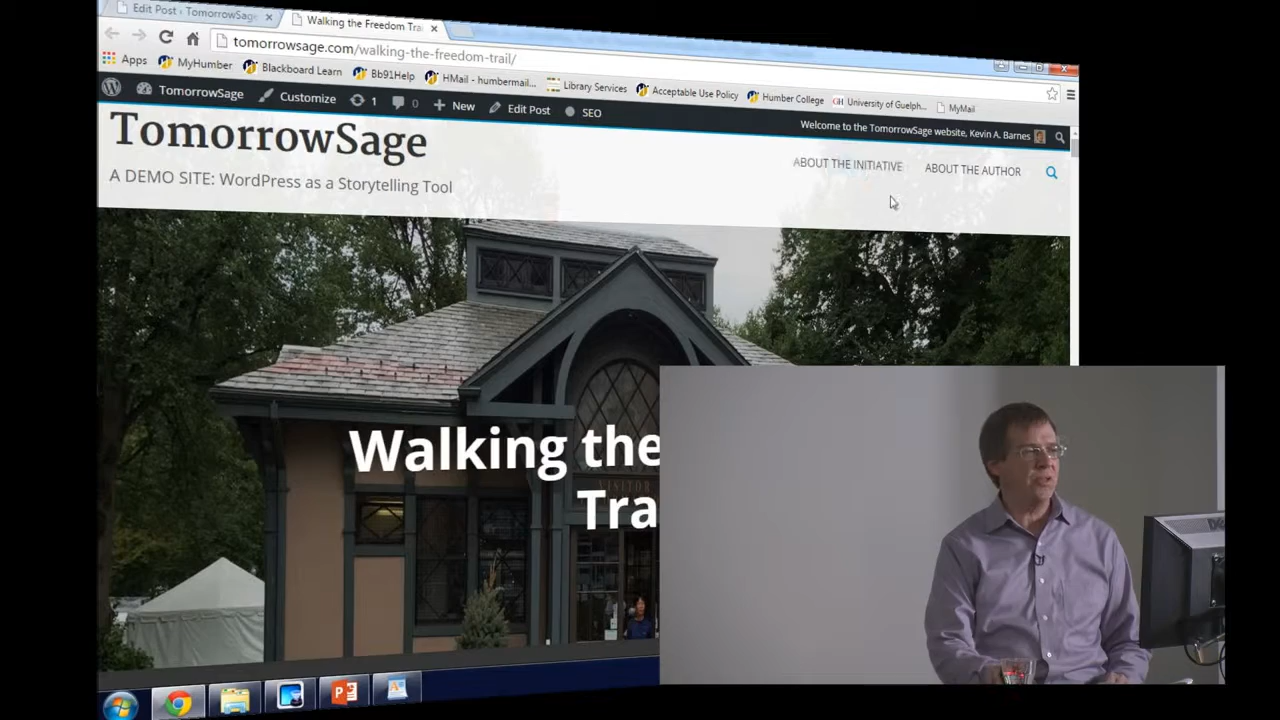 Edit Post ‹ TomorrowSage
Walking the Freedom Tra
tomorrowsage.com/walking-the-freedom-trail/
Apps
MyHumber
Blackboard Learn
Bb91Help
HMail - humbermail...
Library Services
Acceptable Use Policy
Humber College
University of Guelph...
MyMail
TomorrowSage
Customize
1
0
New
Edit Post
SEO
Welcome to the TomorrowSage website, Kevin A. Barnes
TomorrowSage
A DEMO SITE: WordPress as a Storytelling Tool
ABOUT THE INITIATIVE
ABOUT THE AUTHOR
Walking the
Tra
VISITOR